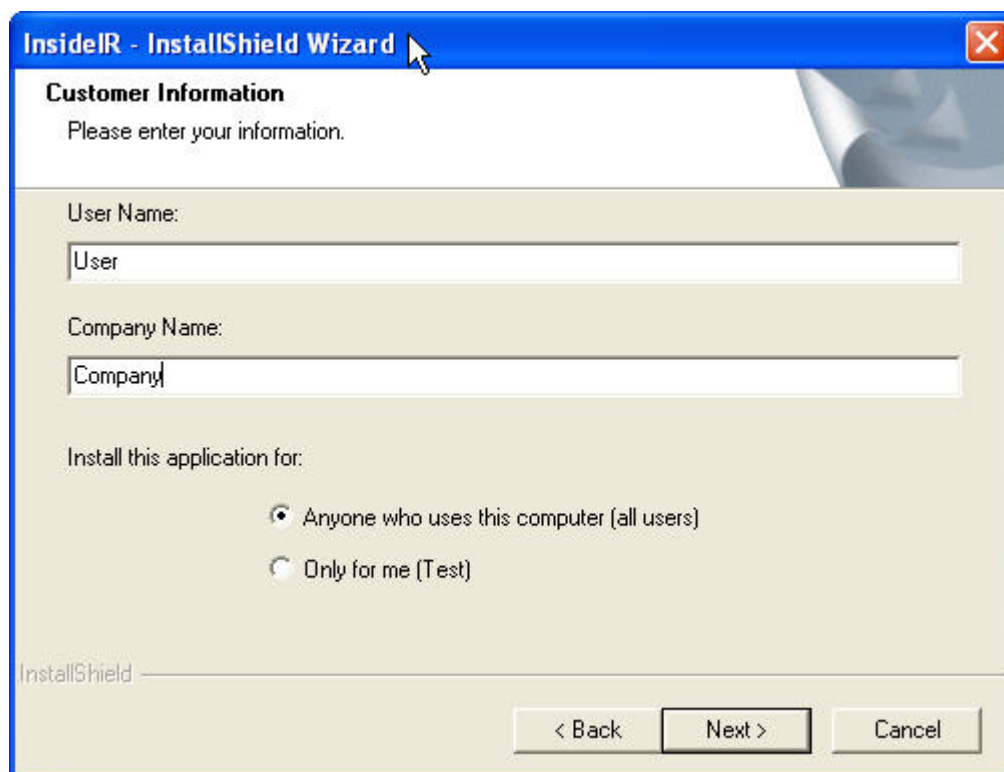 InsideIR - InstallShield Wizard
Customer Information
Please enter your information.
User Name:
User
Company Name:
Company
Install this application for:
Anyone who uses this computer (all users)
Only for me (Test)
InstallShield
< Back Next > Cancel